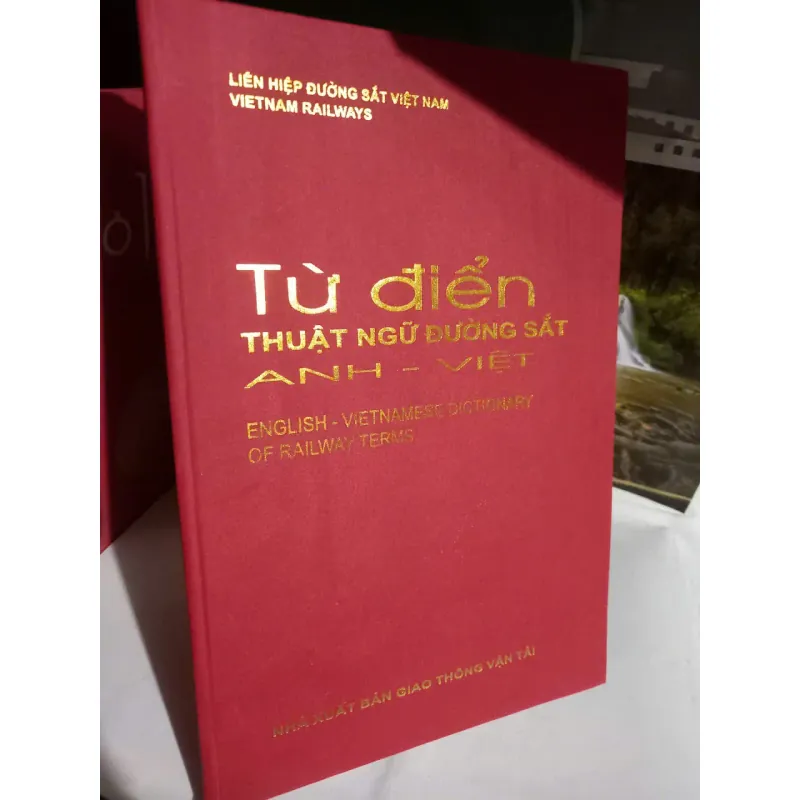 LIÊN HIỆP ĐƯỜNG SẮT VIỆT NAM
VIETNAM RAILWAYS
Từ điển
THUẬT NGỮ ĐƯỜNG SẮT
ANH - VIỆT
ENGLISH - VIETNAMESE DICTIONARY
OF RAILWAY TERMS
NHÀ XUẤT BẢN GIAO THÔNG VẬN TẢI